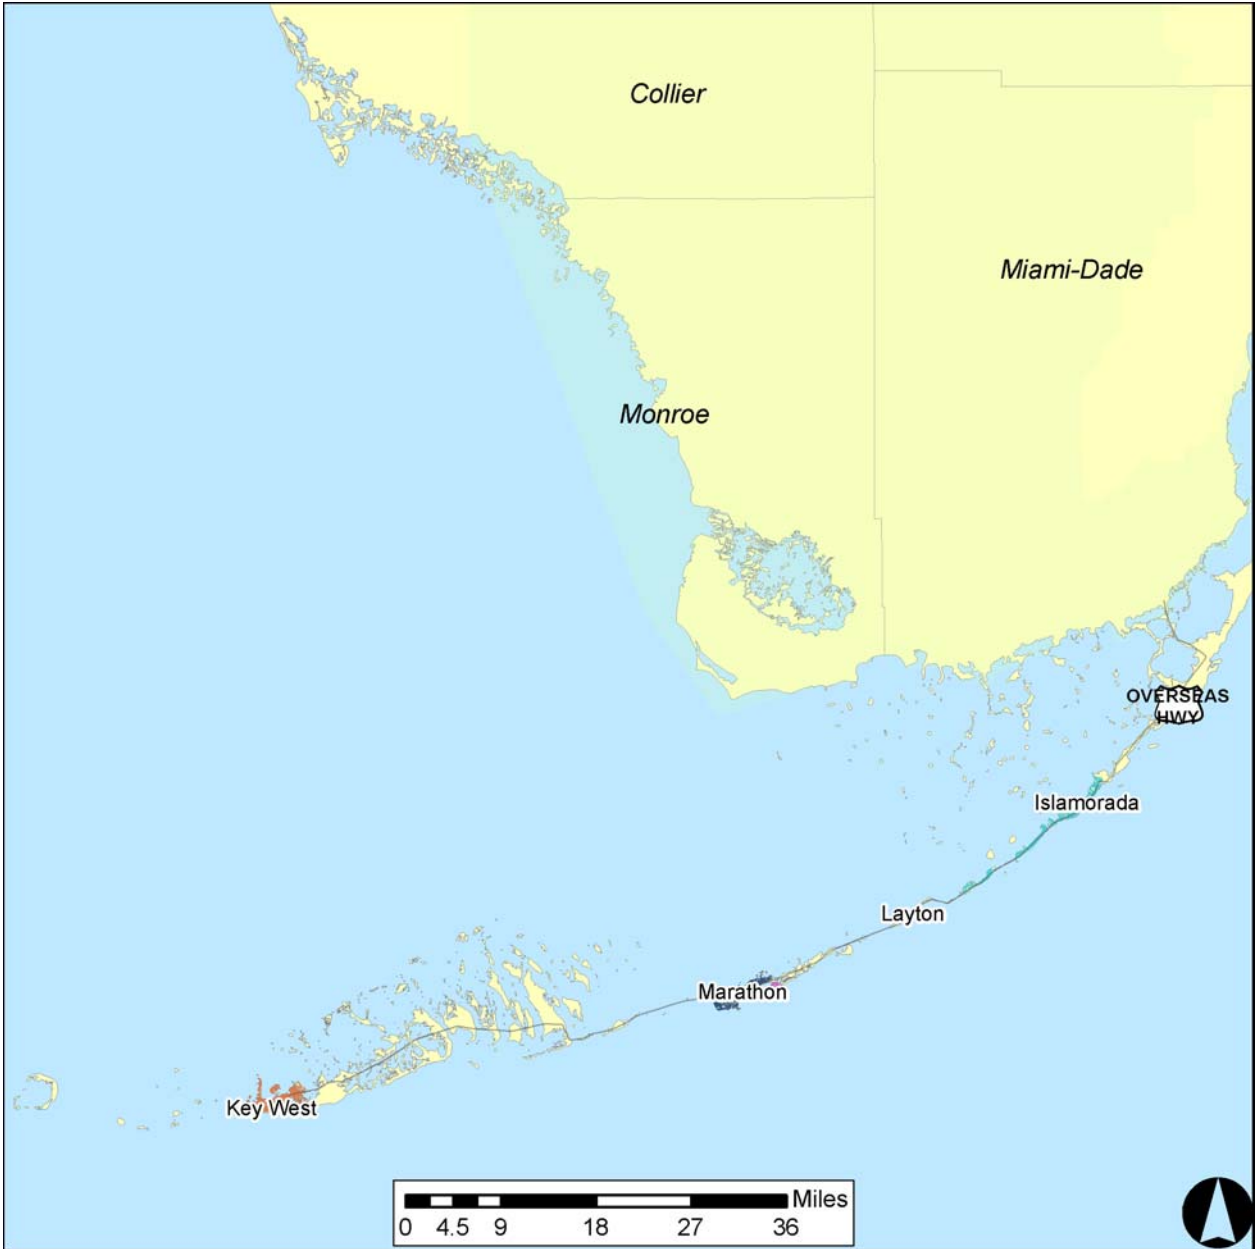 Collier
Miami-Dade
Monroe
OVERSEAS
HWY
Islamorada
Layton
Marathon
Key West
Miles
0 4.5 9 18 27 36